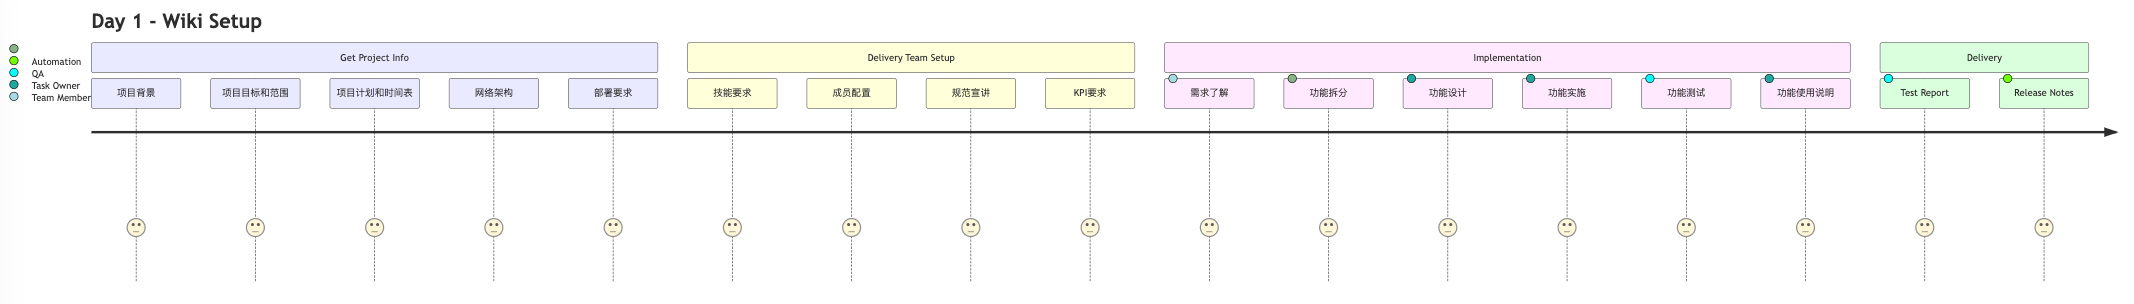 Day 1 - Wiki Setup
Automation
QA
Task Owner
Team Member
Get Project Info
Delivery Team Setup
Implementation
Delivery
项目背景
项目目标和范围
项目计划和时间表
网络架构
部署要求
技能要求
成员配置
规范宣讲
KPI要求
需求了解
功能拆分
功能设计
功能实施
功能测试
功能使用说明
Test Report
Release Notes